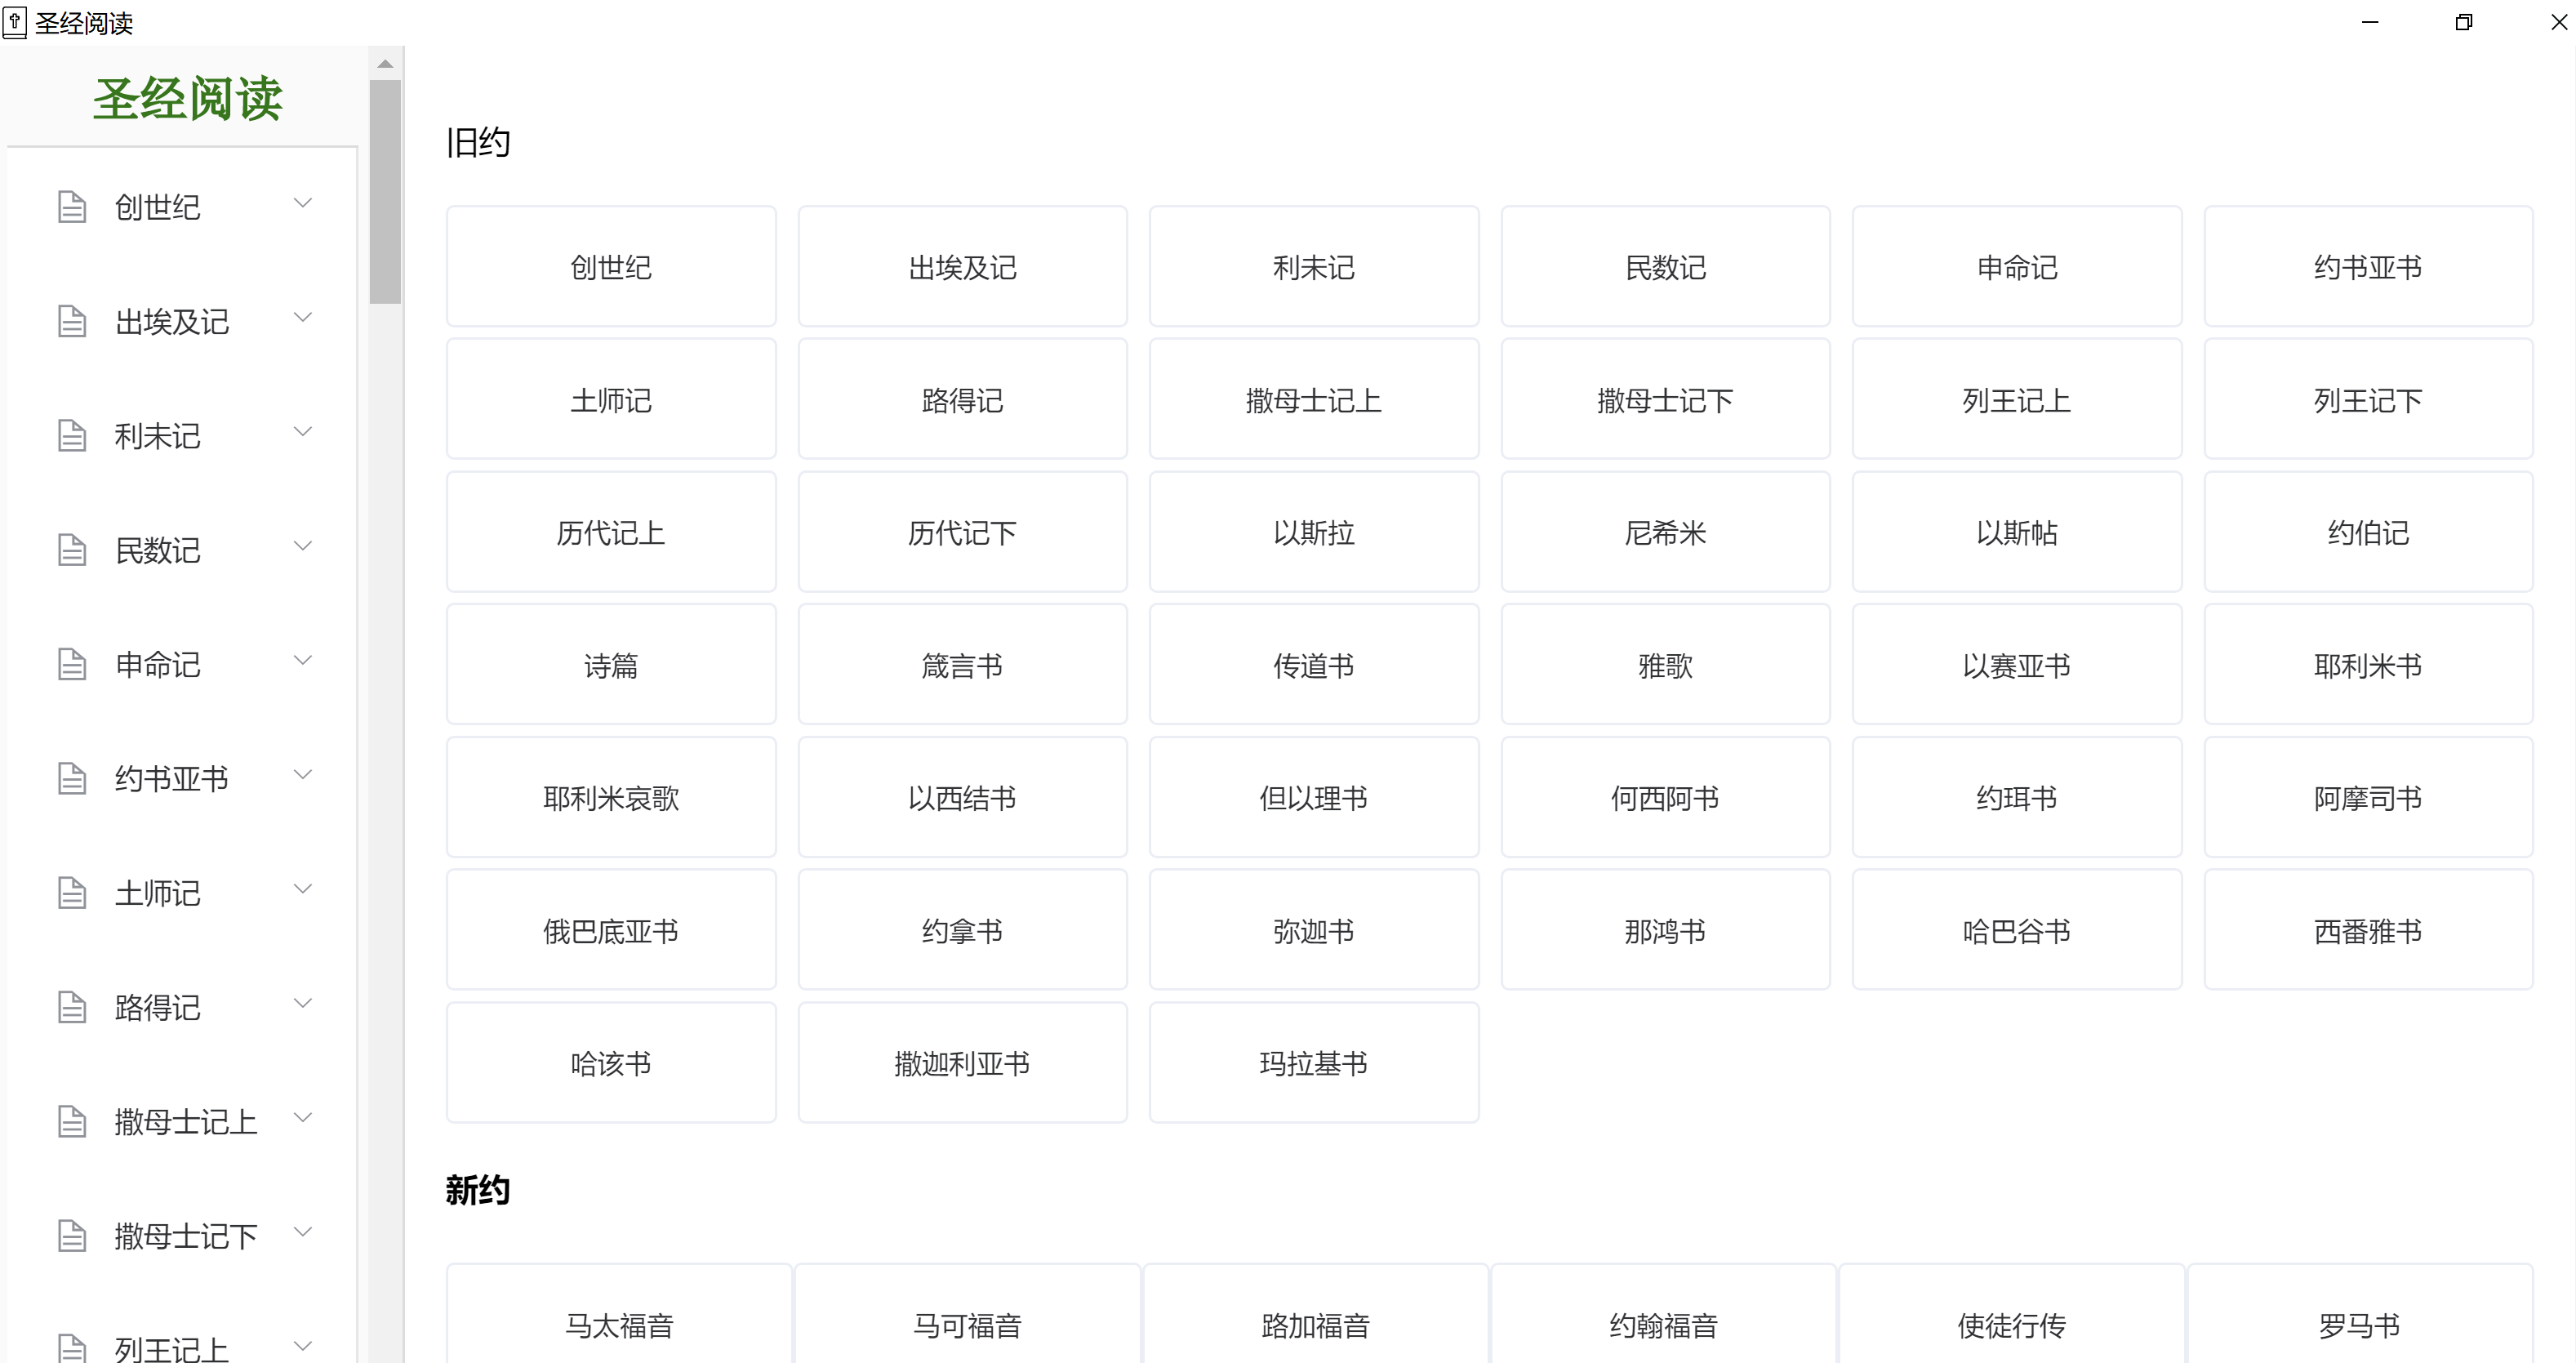 圣经阅读
圣经阅读
创世纪
出埃及记
利未记
民数记
申命记
约书亚书
土师记
路得记
撒母士记上
撒母士记下
列王记上
旧约
创世纪 出埃及记 利未记 民数记 申命记 约书亚书
土师记 路得记 撒母士记上 撒母士记下 列王记上 列王记下
历代记上 历代记下 以斯拉 尼希米 以斯帖 约伯记
诗篇 箴言书 传道书 雅歌 以赛亚书 耶利米书
耶利米哀歌 以西结书 但以理书 何西阿书 约珥书 阿摩司书
俄巴底亚书 约拿书 弥迦书 那鸿书 哈巴谷书 西番雅书
哈该书 撒迦利亚书 玛拉基书
新约
马太福音 马可福音 路加福音 约翰福音 使徒行传 罗马书